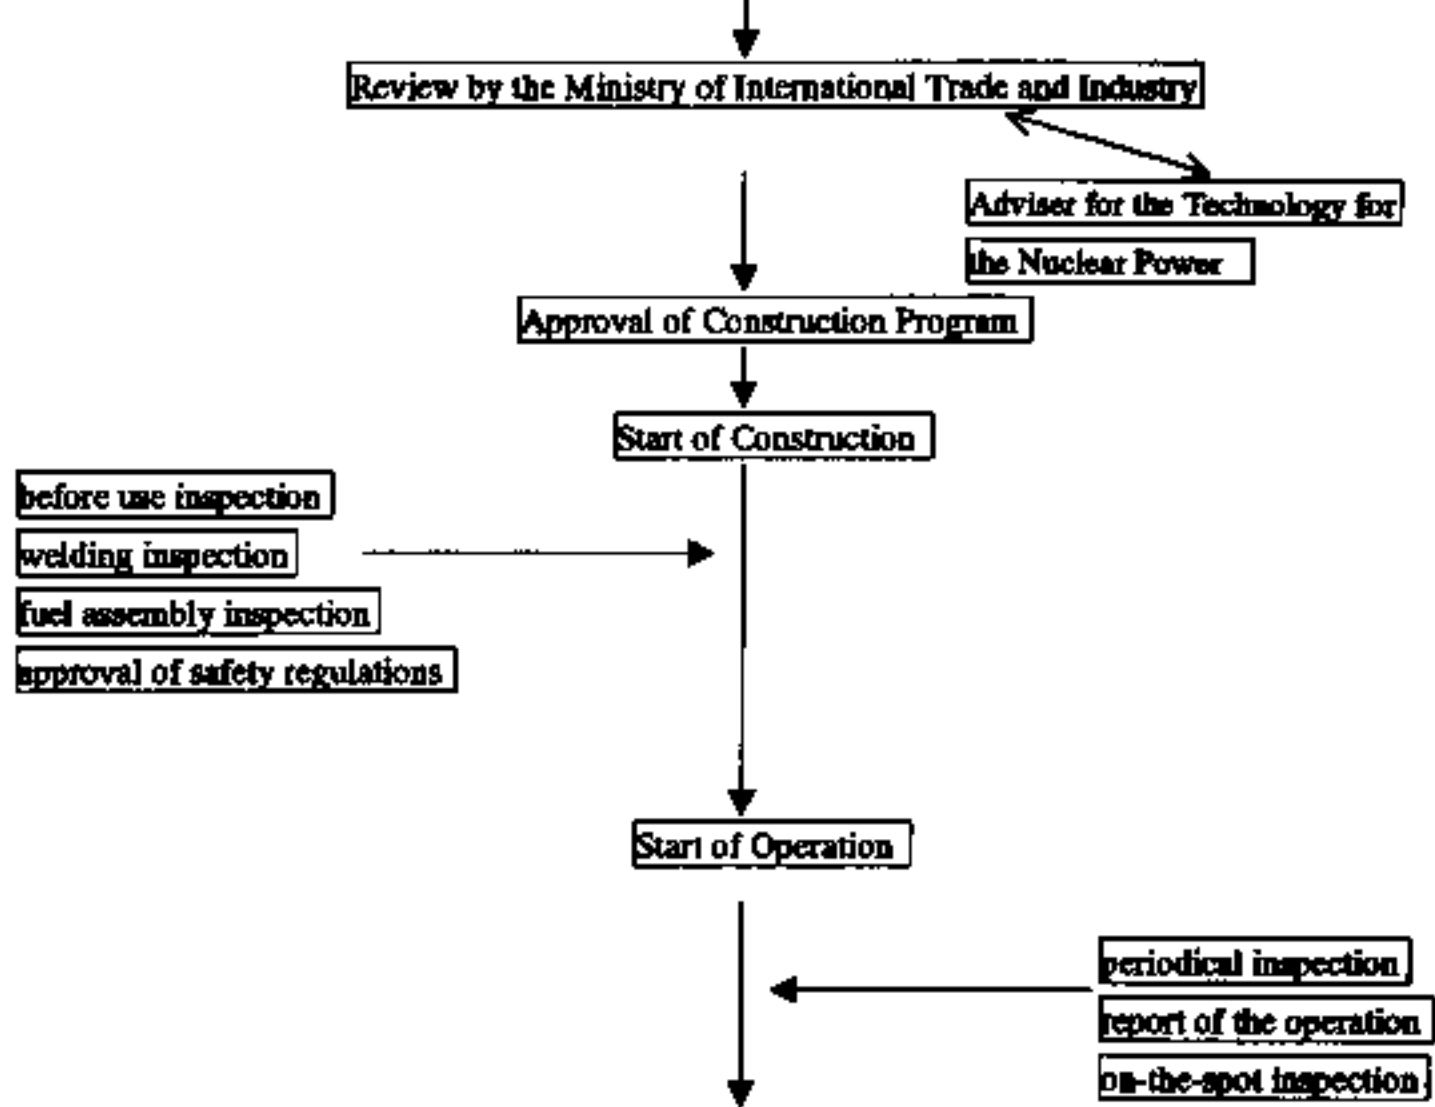 Review by the Ministry of International Trade and Industry
Adviser for the Technology for
the Nuclear Power
Approval of Construction Program
Start of Construction
before use inspection
welding inspection
fuel assembly inspection
approval of safety regulations
Start of Operation
periodical inspection
report of the operation
on-the-spot inspection